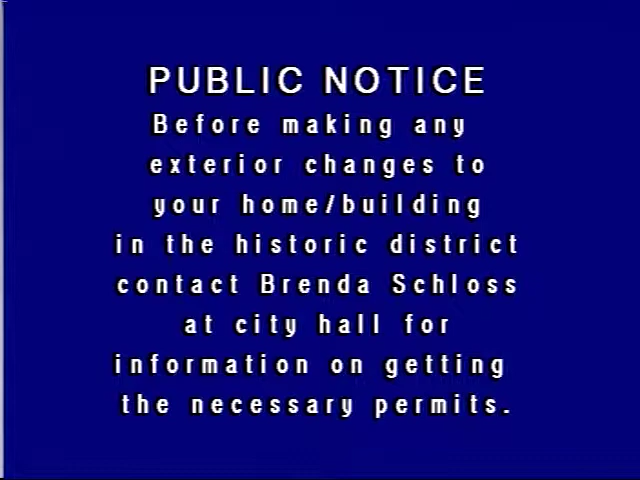 PUBLIC NOTICE
Before making any
exterior changes to
your home/building
in the historic district
contact Brenda Schloss
at city hall for
information on getting
the necessary permits.